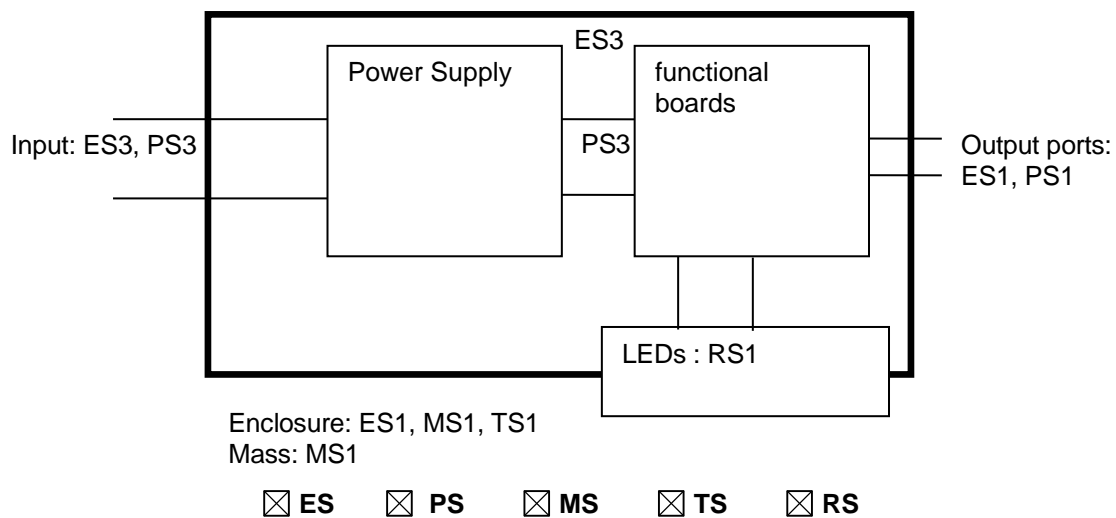 ES3
Power Supply
functional
boards
Input: ES3, PS3
PS3
Output ports:
ES1, PS1
LEDs : RS1
Enclosure: ES1, MS1, TS1
Mass: MS1
☒ ES ☒ PS ☒ MS ☒ TS ☒ RS